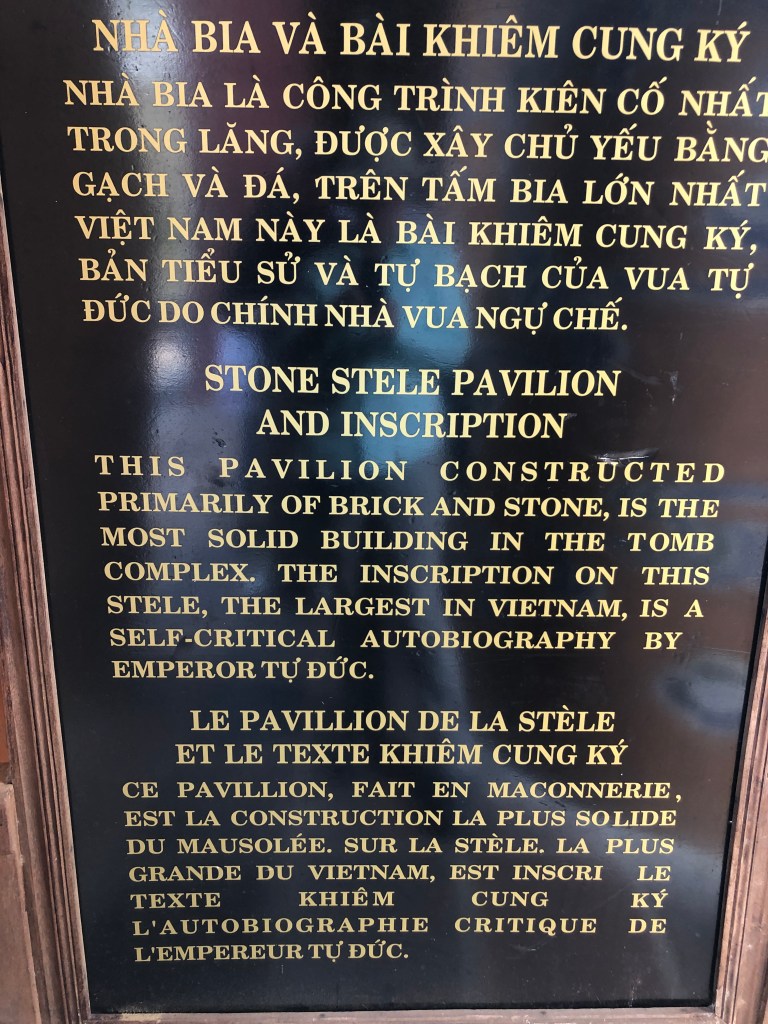 NHÀ BIA VÀ BÀI KHIÊM CUNG KÝ
NHÀ BIA LÀ CÔNG TRÌNH KIÊN CỐ NHẤT
TRONG LĂNG, ĐƯỢC XÂY CHỦ YẾU BẰNG
GẠCH VÀ ĐÁ, TRÊN TẤM BIA LỚN NHẤT
VIỆT NAM NÀY LÀ BÀI KHIÊM CUNG KÝ,
BẢN TIỂU SỬ VÀ TỰ BẠCH CỦA VUA TỰ
ĐỨC DO CHÍNH NHÀ VUA NGỰ CHẾ.
STONE STELE PAVILION
AND INSCRIPTION
THIS PAVILION CONSTRUCTED
PRIMARILY OF BRICK AND STONE, IS THE
MOST SOLID BUILDING IN THE TOMB
COMPLEX. THE INSCRIPTION ON THIS
STELE, THE LARGEST IN VIETNAM, IS A
SELF-CRITICAL AUTOBIOGRAPHY BY
EMPEROR TỰ ĐỨC.
LE PAVILLION DE LA STÈLE
ET LE TEXTE KHIÊM CUNG KÝ
CE PAVILLION, FAIT EN MACONNERIE,
EST LA CONSTRUCTION LA PLUS SOLIDE
DU MAUSOLÉE. SUR LA STÈLE. LA PLUS
GRANDE DU VIETNAM, EST INSCRI LE
TEXTE KHIÊM CUNG KÝ
L'AUTOBIOGRAPHIE CRITIQUE DE
L'EMPEREUR TỰ ĐỨC.